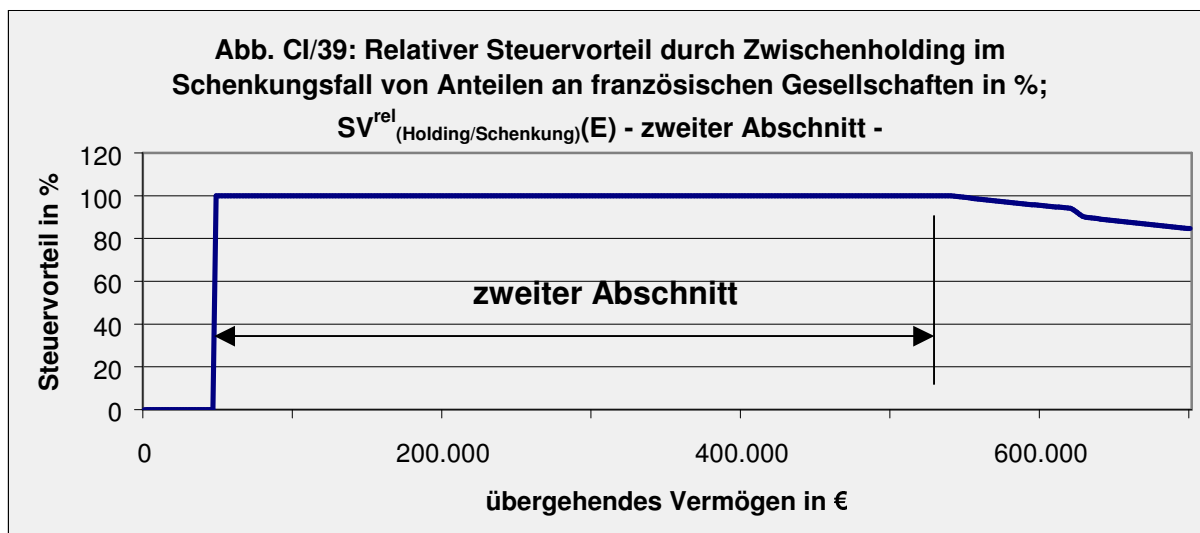 Abb. CI/39: Relativer Steuervorteil durch Zwischenholding im
Schenkungsfall von Anteilen an französischen Gesellschaften in %;
SV^rel_(Holding/Schenkung)(E) - zweiter Abschnitt -
Steuervorteil in %
120
100
80
60
40
20
0
zweiter Abschnitt
0 200.000 400.000 600.000
übergehendes Vermögen in €